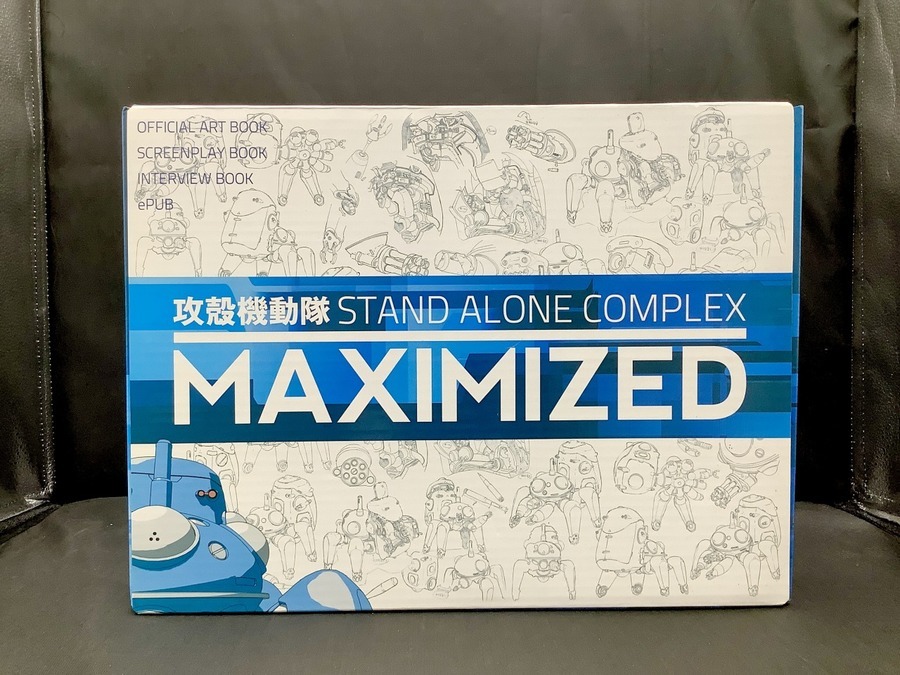 OFFICIAL ART BOOK
SCREENPLAY BOOK
INTERVIEW BOOK
ePUB
攻殻機動隊 STAND ALONE COMPLEX
MAXIMIZED